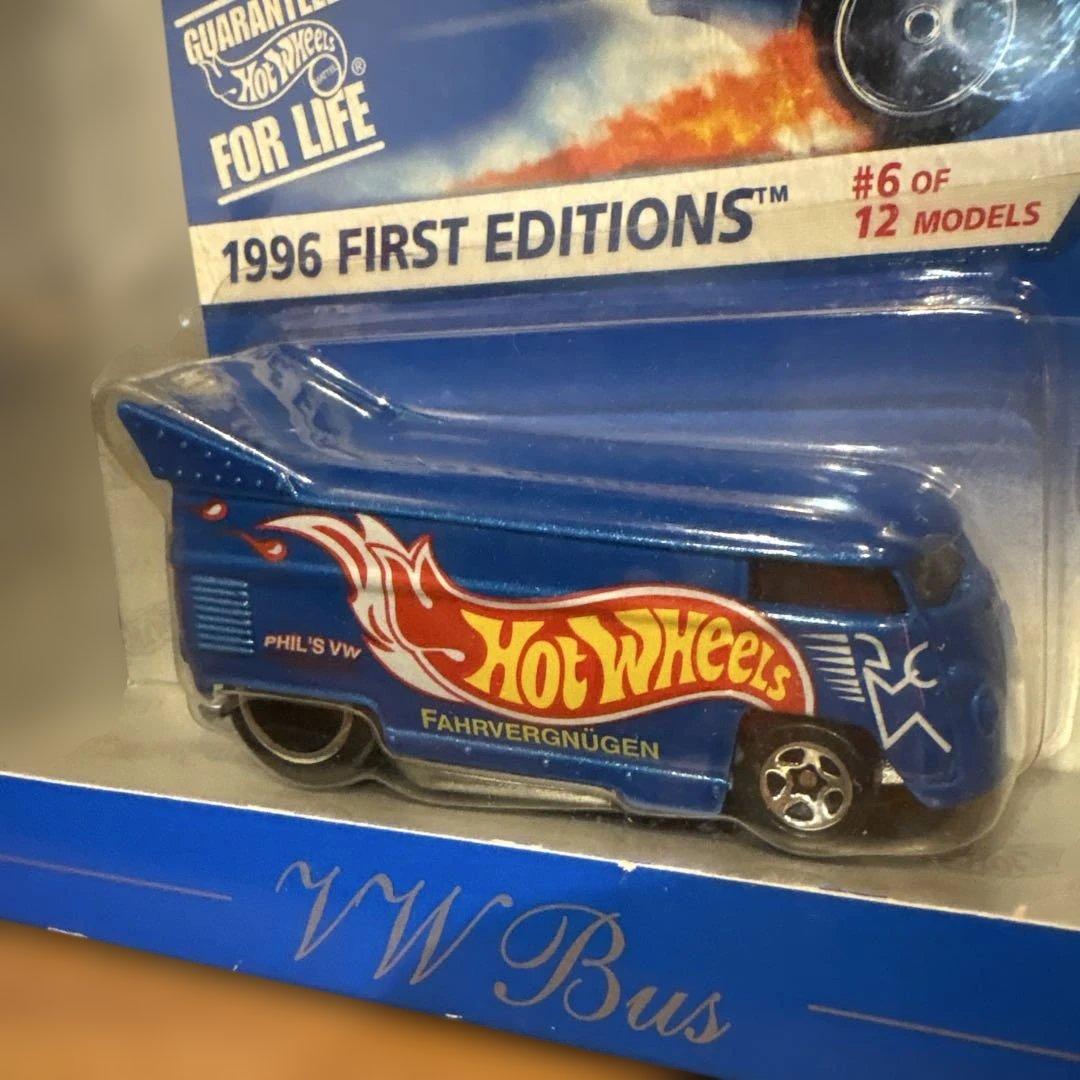 GUARANTEED
Hot Wheels
MATTEL
®
FOR LIFE
1996 FIRST EDITIONS™
#6 OF
12 MODELS
PHIL'S VW
Hot Wheels
FAHRVERGNÜGEN
VW Bus